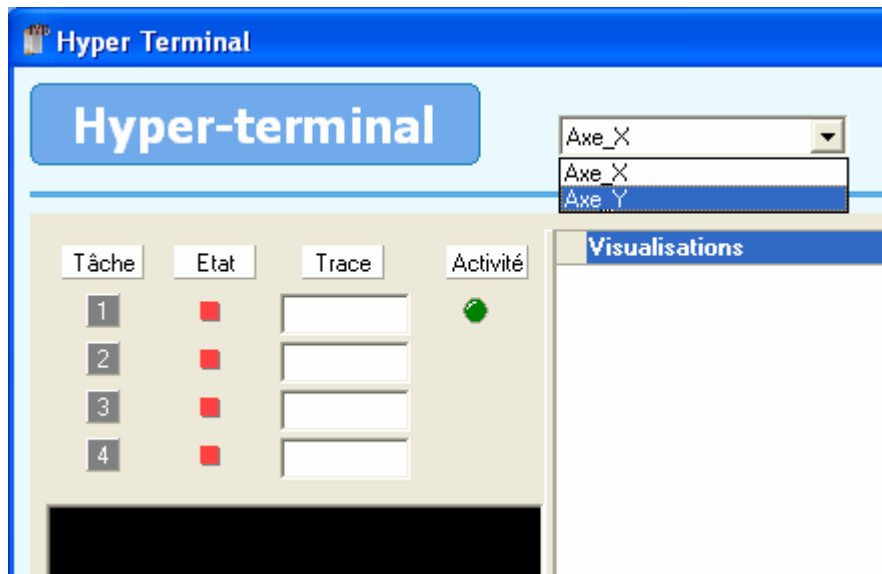 Hyper Terminal
Hyper-terminal
Axe_X
Axe_X
Axe_Y
Tâche Etat Trace Activité
Visualisations
1
2
3
4